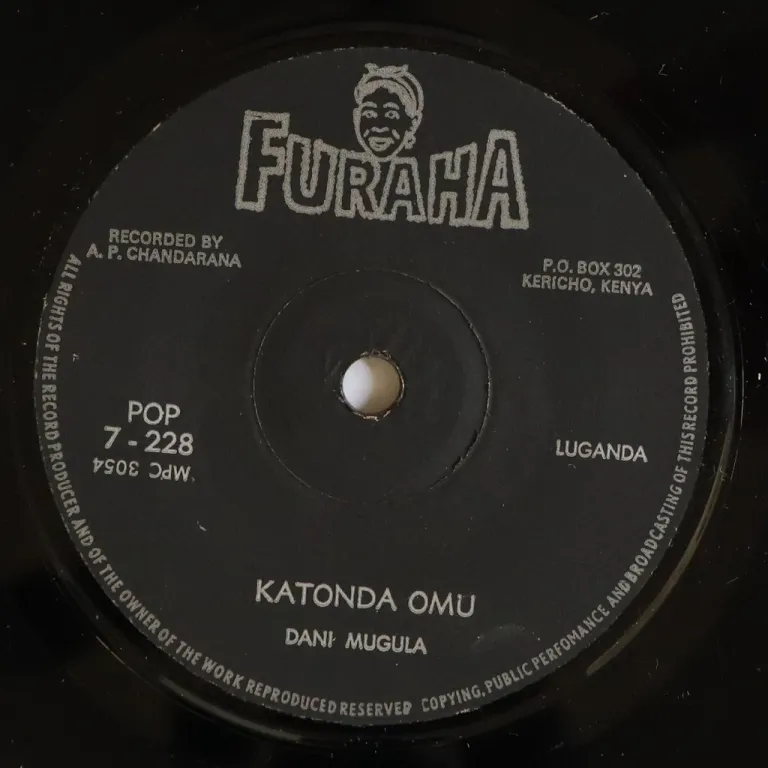 FURAHA
RECORDED BY
A. P. CHANDARANA
P.O. BOX 302
KERICHO, KENYA
POP
7 - 228
MPC 3054
LUGANDA
KATONDA OMU
DANI MUGULA
ALL RIGHTS OF THE RECORD PRODUCER AND OF THE OWNER OF THE WORK REPRODUCED RESERVED COPYING, PUBLIC PERFOMANCE AND BROADCASTING OF THIS RECORD PROHIBITED